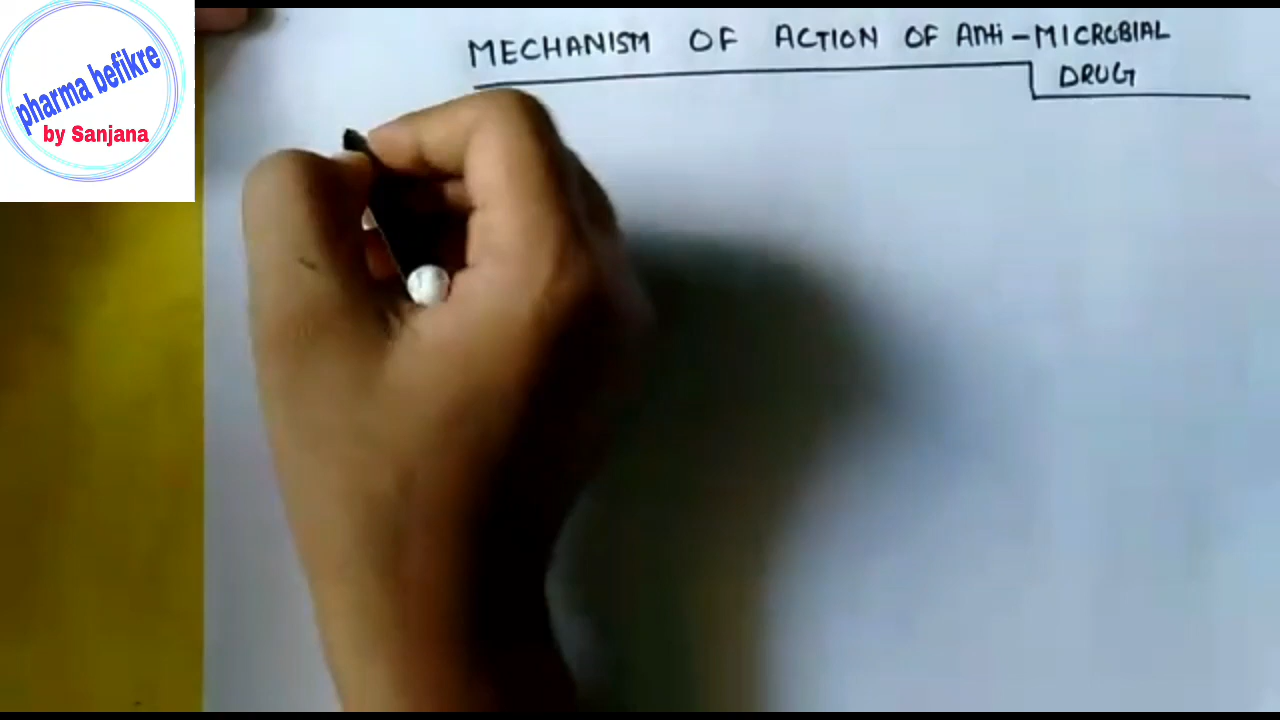 pharma befikre
by Sanjana
MECHANISM OF ACTION OF Anti-MICROBIAL
DRUG